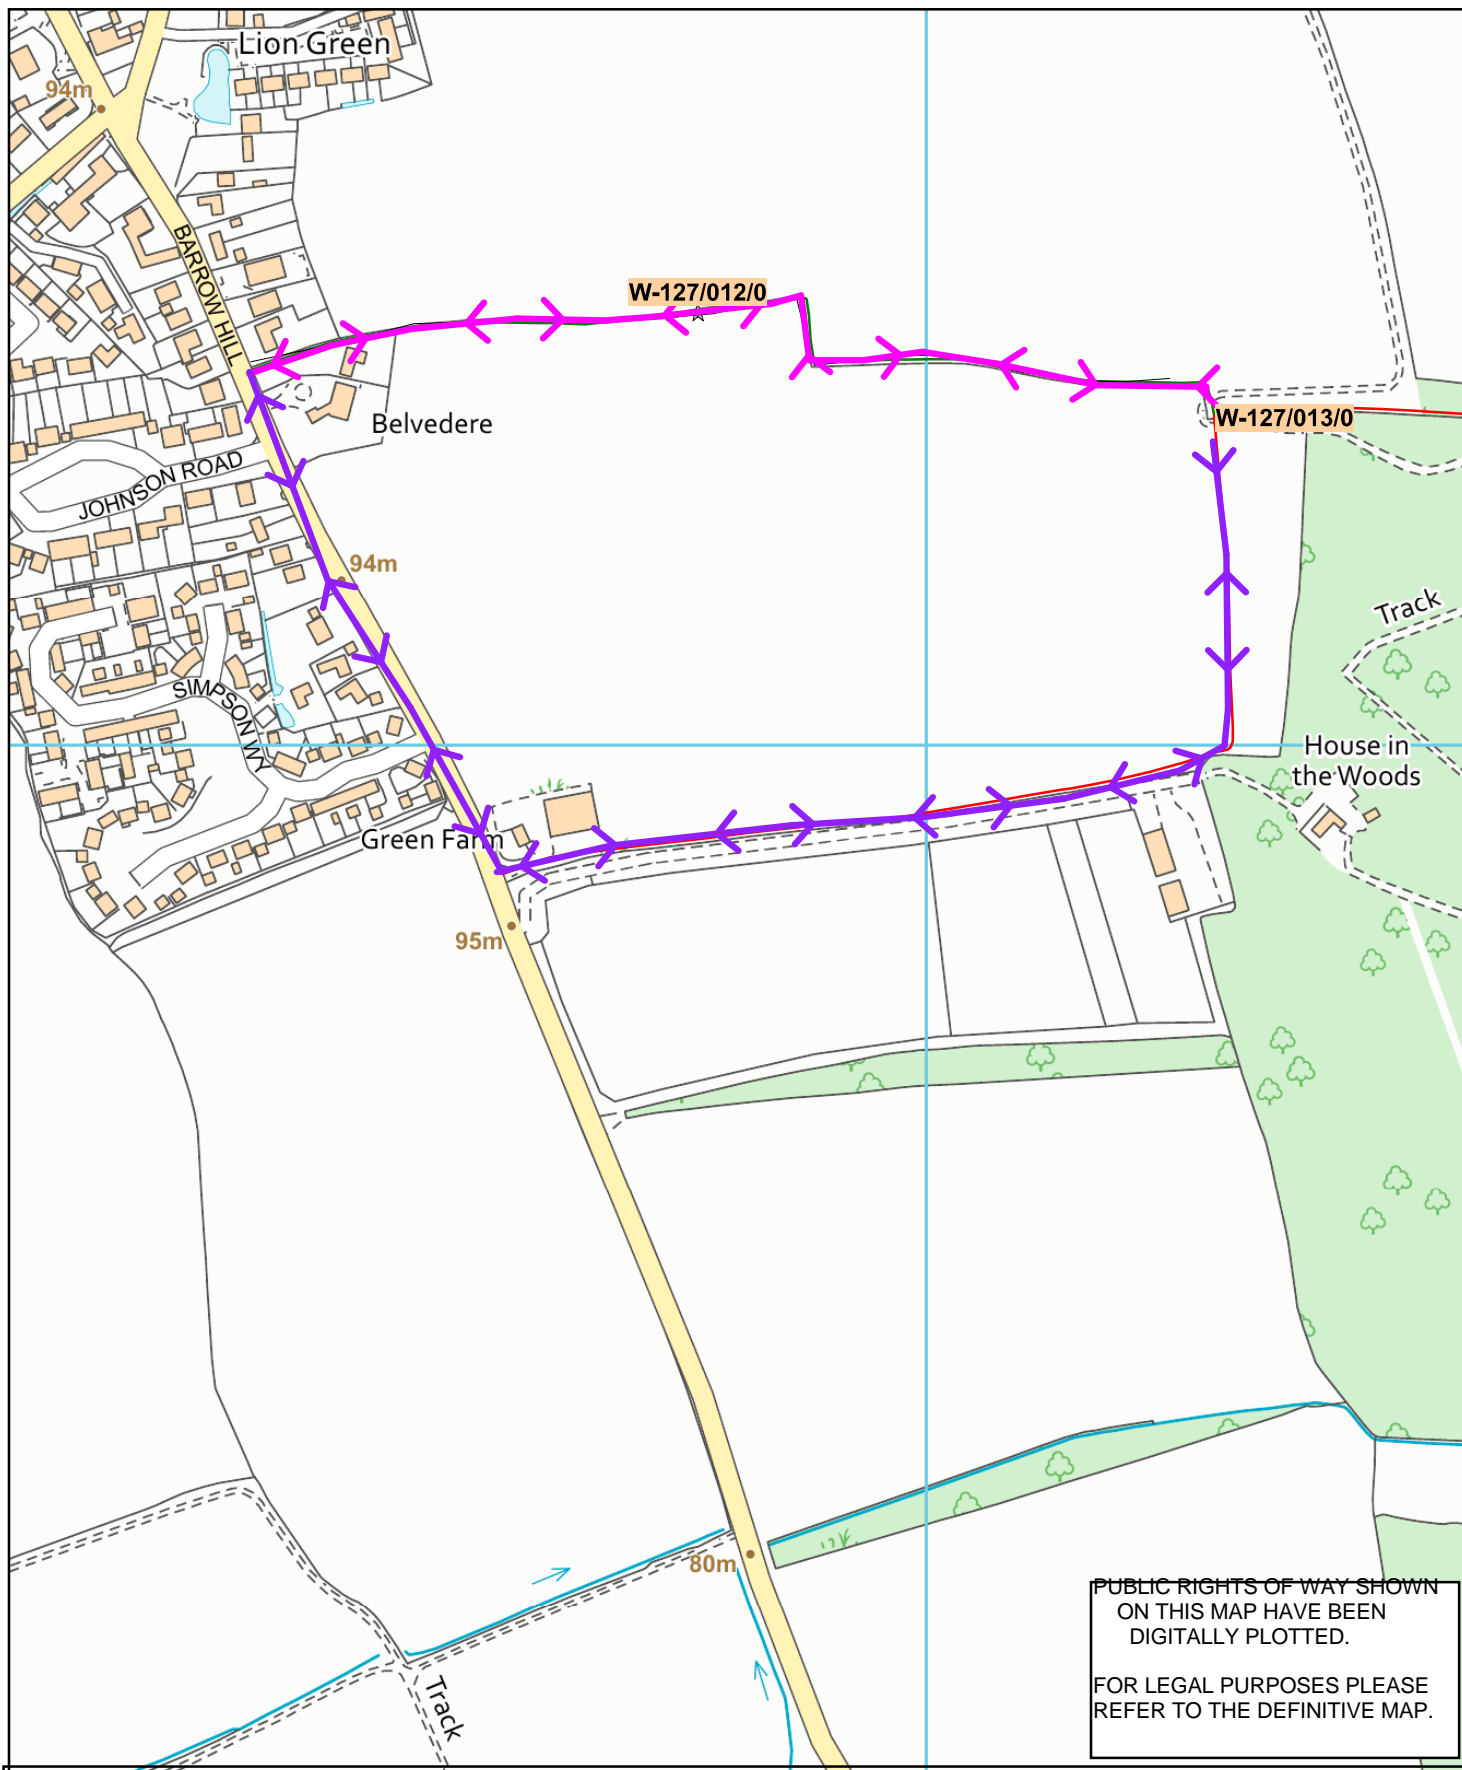 Lion Green
94m
BARROW HILL
W-127/012/0
W-127/013/0
Belvedere
JOHNSON ROAD
94m
Track
SIMPSON WY
House in
the Woods
Green Farm
95m
80m
Track
PUBLIC RIGHTS OF WAY SHOWN
ON THIS MAP HAVE BEEN
DIGITALLY PLOTTED.
FOR LEGAL PURPOSES PLEASE
REFER TO THE DEFINITIVE MAP.